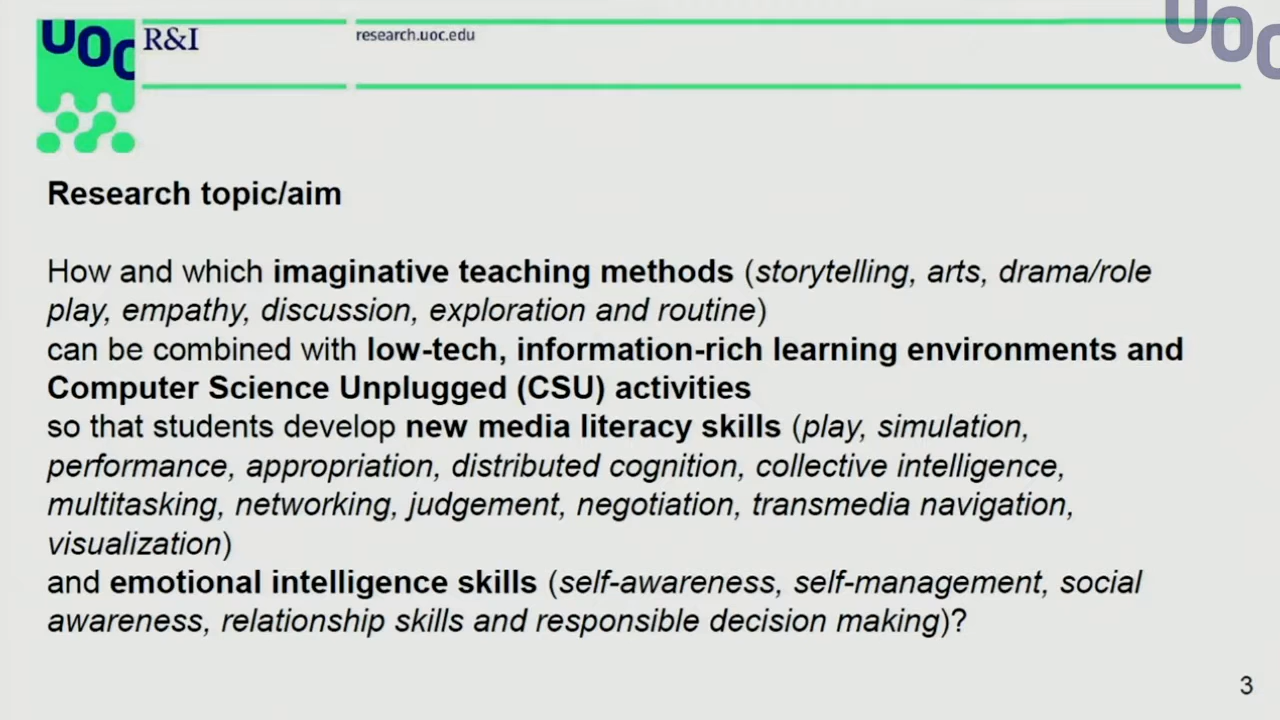 UOC R&I research.uoc.edu UOC
Research topic/aim
How and which imaginative teaching methods (storytelling, arts, drama/role
play, empathy, discussion, exploration and routine)
can be combined with low-tech, information-rich learning environments and
Computer Science Unplugged (CSU) activities
so that students develop new media literacy skills (play, simulation,
performance, appropriation, distributed cognition, collective intelligence,
multitasking, networking, judgement, negotiation, transmedia navigation,
visualization)
and emotional intelligence skills (self-awareness, self-management, social
awareness, relationship skills and responsible decision making)?
3